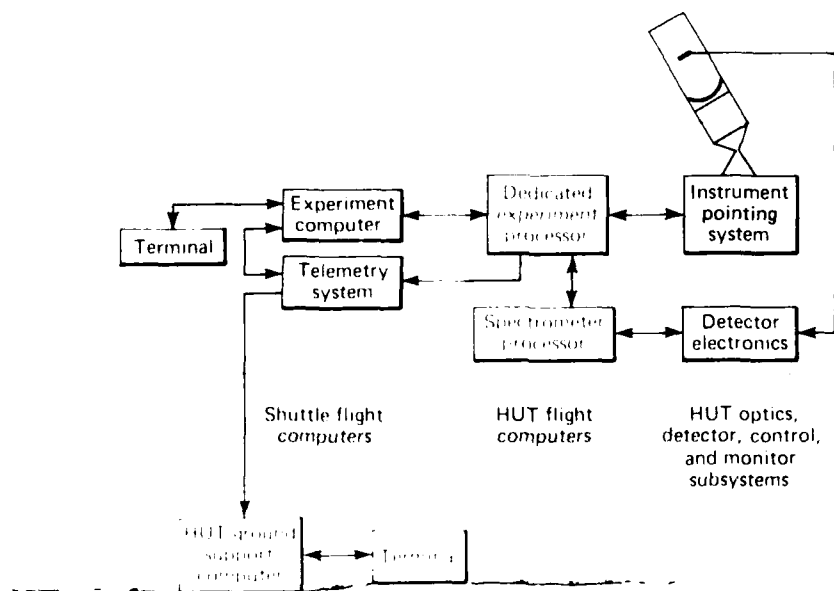 Experiment
computer
Terminal
Telemetry
system
Dedicated
experiment
processor
Instrument
pointing
system
Spectrometer
processor
Detector
electronics
Shuttle flight
computers
HUT flight
computers
HUT optics,
detector, control,
and monitor
subsystems
HUT ground
support
computer